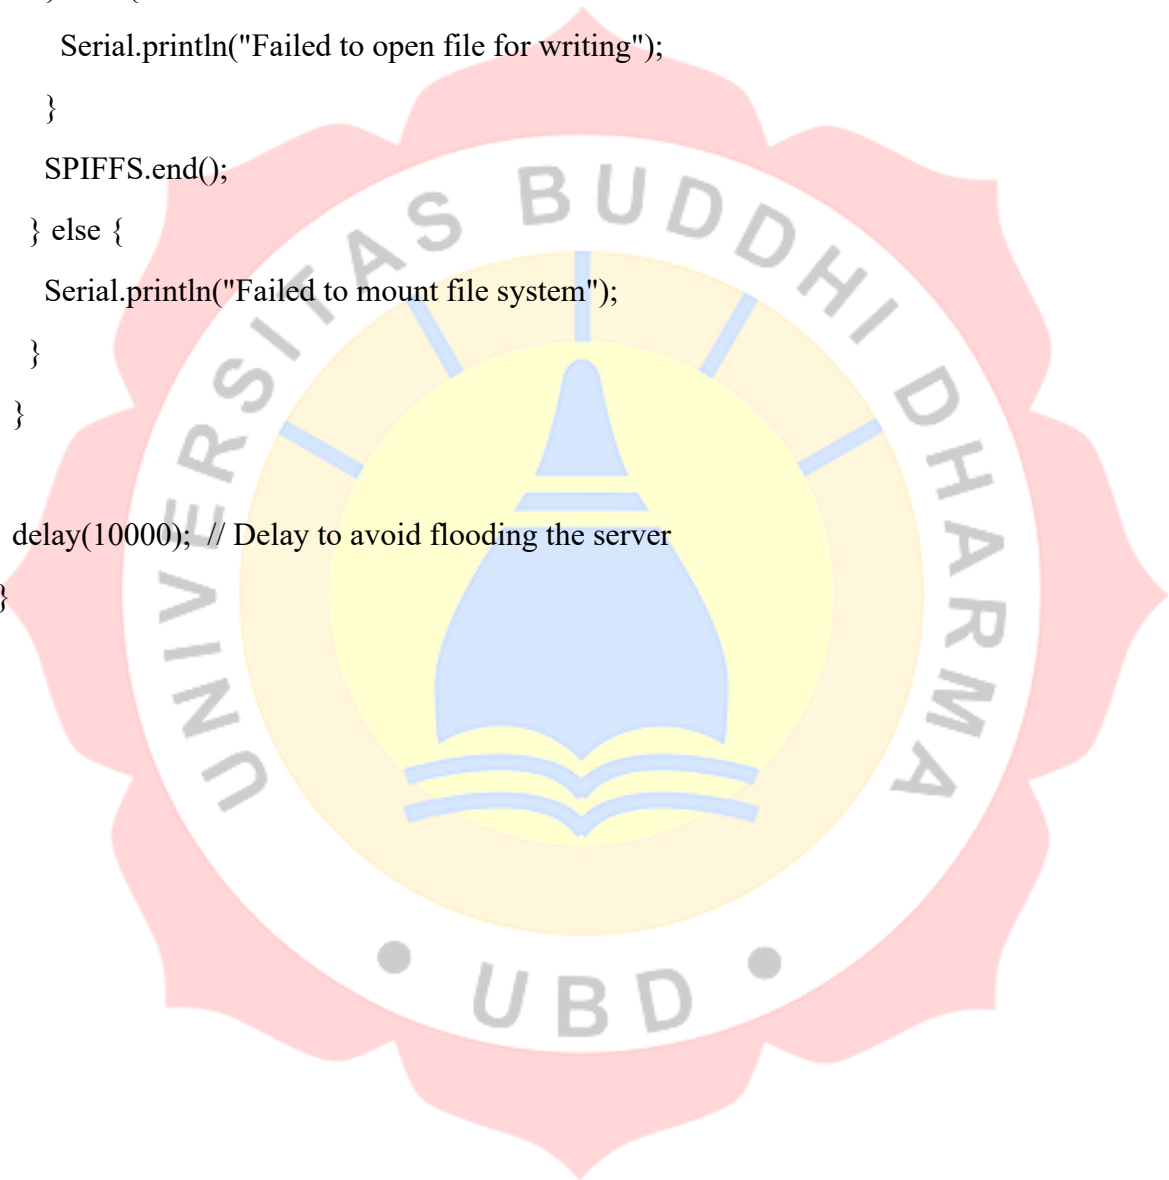 Serial.println("Failed to open file for writing");
}
SPIFFS.end();
} else {
Serial.println("Failed to mount file system");
}
}
delay(10000);  // Delay to avoid flooding the server
}
UNIVERSITAS BUDDHI DHARMA
• UBD •